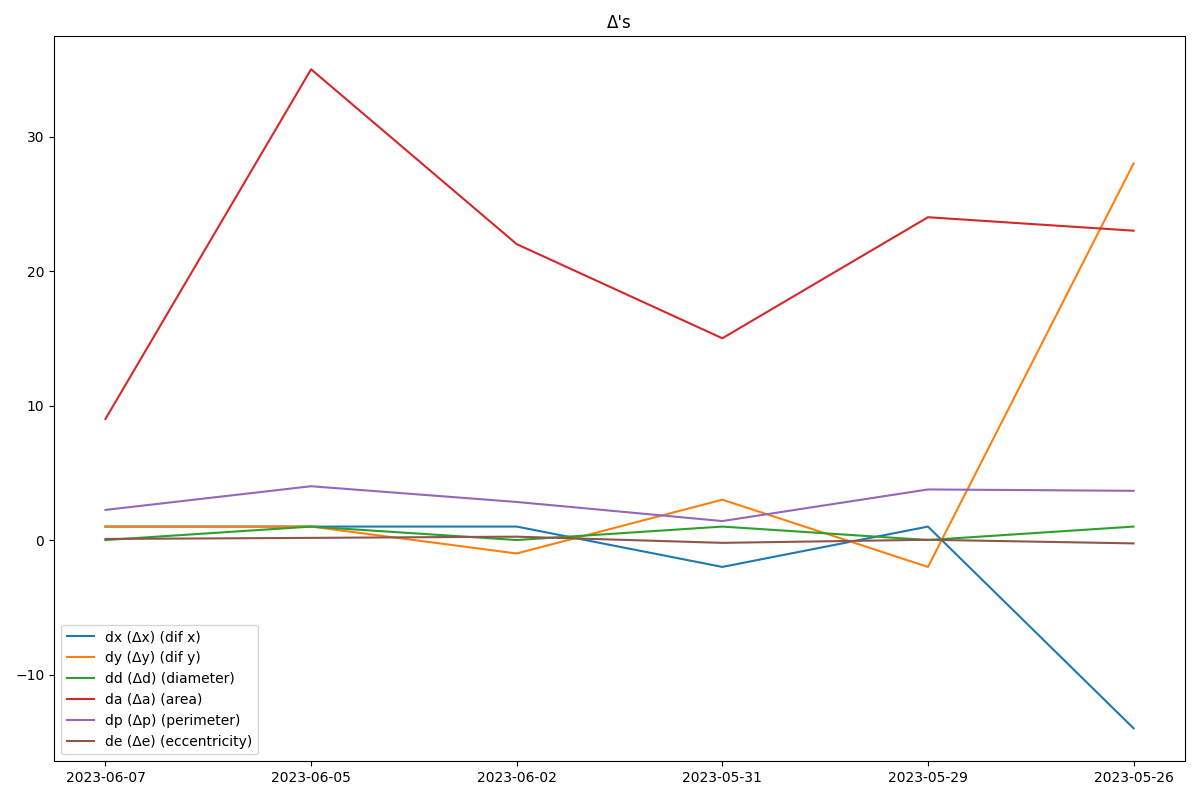 Δ's
30
20
10
0
−10
dx (Δx) (dif x)
dy (Δy) (dif y)
dd (Δd) (diameter)
da (Δa) (area)
dp (Δp) (perimeter)
de (Δe) (eccentricity)
2023-06-07 2023-06-05 2023-06-02 2023-05-31 2023-05-29 2023-05-26